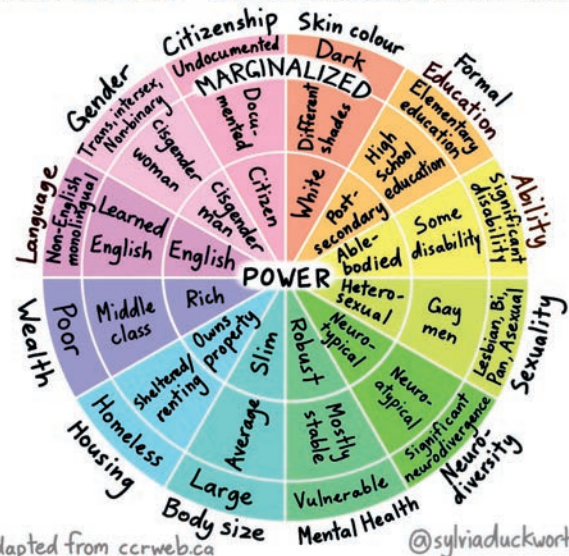 Citizenship
Undocumented
Docu-
mented
Citizen
Skin colour
Dark
Different
shades
White
Formal
Education
Elementary
education
High
School
education
Post-
secondary
Ability
Significant
disability
Some
disability
Able-
bodied
Sexuality
Lesbian, Bi,
Pan, Asexual
Gay
men
Hetero-
sexual
Neuro-
diversity
Significant
neurodivergence
Neuro-
atypical
Neuro-
typical
Mental Health
Vulnerable
Mostly
stable
Robust
Body size
Large
Average
Slim
Housing
Homeless
Sheltered/
renting
Owns
property
Wealth
Poor
Middle
class
Rich
Language
Non-English
monolingual
Learned
English
English
Gender
Trans, intersex,
Non-binary
cisgender
woman
cisgender
man
MARGINALIZED
POWER
dapted from ccrweb.ca
@sylviaduckwort